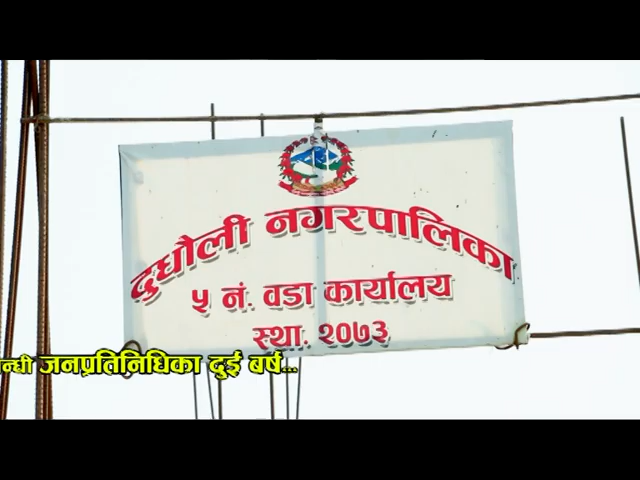 दुधौली नगरपालिका
५ नं. वडा कार्यालय
स्था. २०७३
जनप्रतिनिधिका दुई बर्ष...